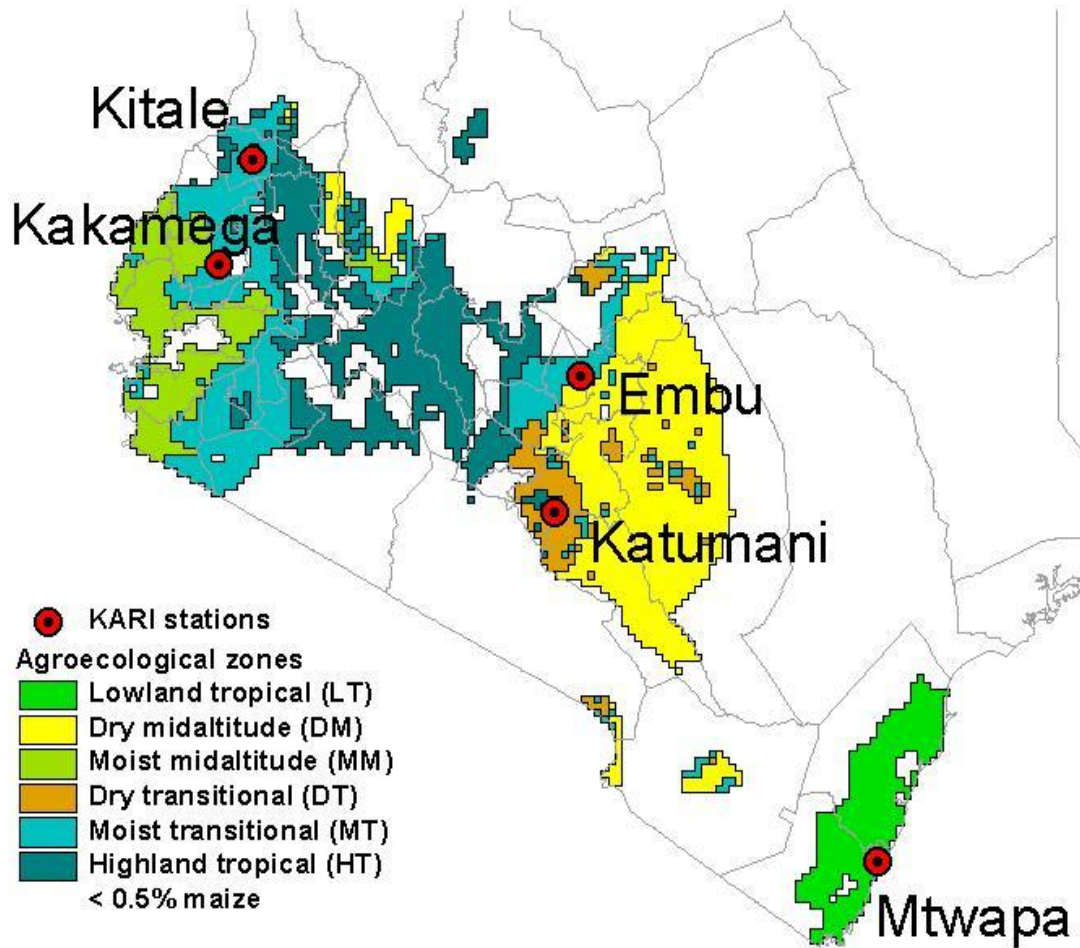 Kitale
Kakamega
Embu
Katumani
KARI stations
Agroecological zones
Lowland tropical (LT)
Dry midaltitude (DM)
Moist midaltitude (MM)
Dry transitional (DT)
Moist transitional (MT)
Highland tropical (HT)
< 0.5% maize
Mtwapa